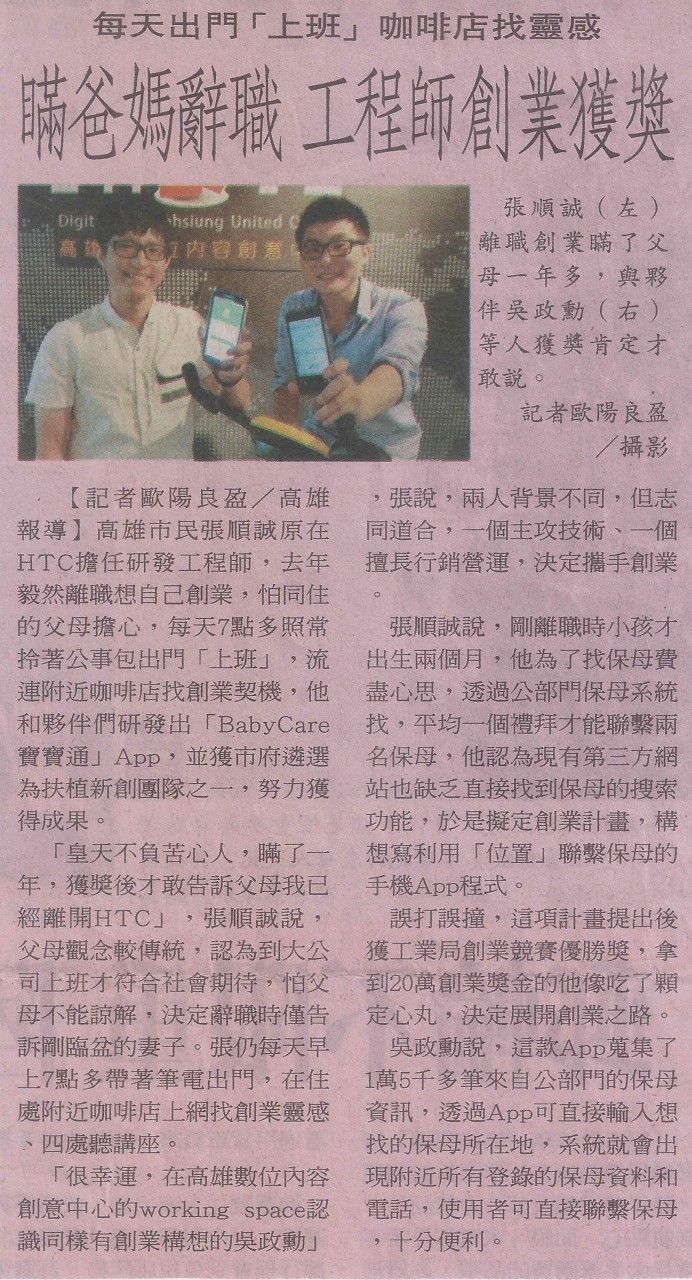 每天出門「上班」咖啡店找靈感
瞞爸媽辭職 工程師創業獲獎
Digit
hsiung United C
高雄
位內容創意中
張順誠（左）
離職創業瞞了父
母一年多，與夥
伴吳政勳（右）
等人獲獎肯定才
敢說。
記者歐陽良盈
／攝影
【記者歐陽良盈／高雄
報導】高雄市民張順誠原在
HTC擔任研發工程師，去年
毅然離職想自己創業，怕同住
的父母擔心，每天7點多照常
拎著公事包出門「上班」，流
連附近咖啡店找創業契機，他
和夥伴們研發出「BabyCare
寶寶通」App，並獲市府遴選
為扶植新創團隊之一，努力獲
得成果。
「皇天不負苦心人，瞞了一
年，獲獎後才敢告訴父母我已
經離開HTC」，張順誠說，
父母觀念較傳統，認為到大公
司上班才符合社會期待，怕父
母不能諒解，決定辭職時僅告
訴剛臨盆的妻子。張仍每天早
上7點多帶著筆電出門，在住
處附近咖啡店上網找創業靈感
、四處聽講座。
「很幸運，在高雄數位內容
創意中心的working space認
識同樣有創業構想的吳政勳」
，張說，兩人背景不同，但志
同道合，一個主攻技術、一個
擅長行銷營運，決定攜手創業
。
張順誠說，剛離職時小孩才
出生兩個月，他為了找保母費
盡心思，透過公部門保母系統
找，平均一個禮拜才能聯繫兩
名保母，他認為現有第三方網
站也缺乏直接找到保母的搜索
功能，於是擬定創業計畫，構
想寫利用「位置」聯繫保母的
手機App程式。
誤打誤撞，這項計畫提出後
獲工業局創業競賽優勝獎，拿
到20萬創業獎金的他像吃了顆
定心丸，決定展開創業之路。
吳政勳說，這款App蒐集了
1萬5千多筆來自公部門的保母
資訊，透過App可直接輸入想
找的保母所在地，系統就會出
現附近所有登錄的保母資料和
電話，使用者可直接聯繫保母
，十分便利。